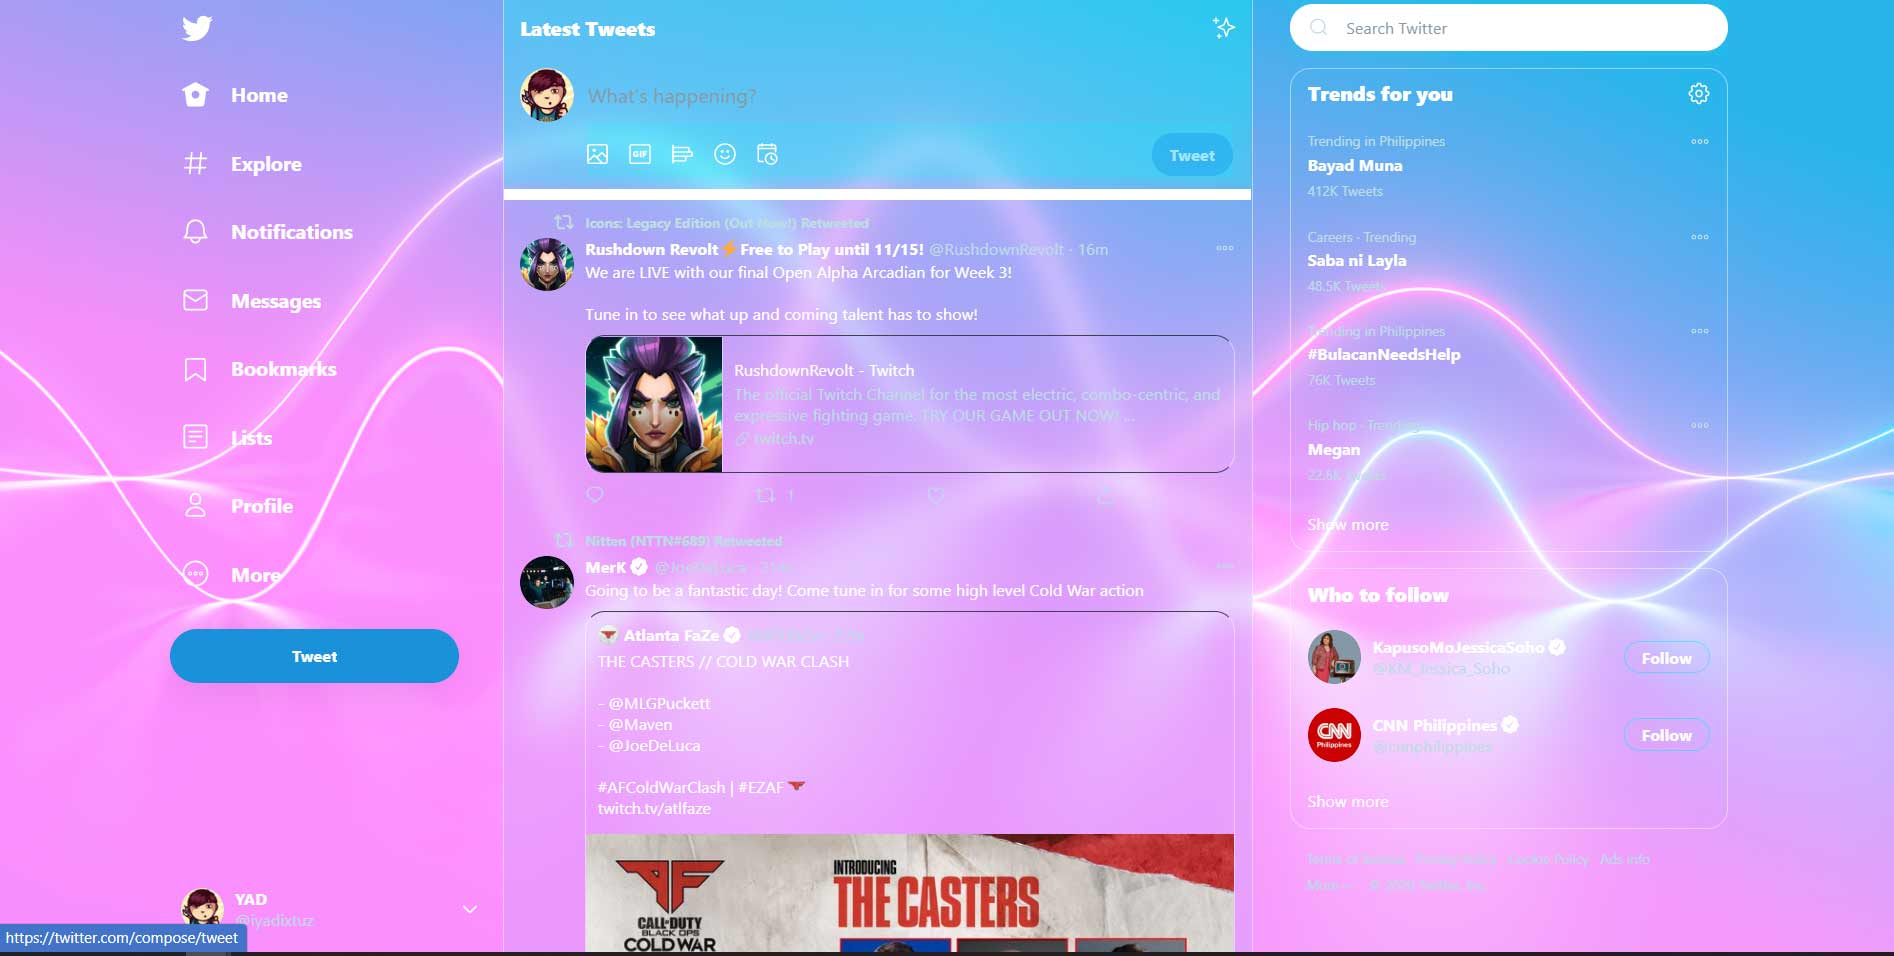 Home
Explore
Notifications
Messages
Bookmarks
Lists
Profile
More
Tweet
YAD
@iyadixtuz
https://twitter.com/compose/tweet
Latest Tweets
What's happening?
GIF
Tweet
Icons: Legacy Edition (Out Now!) Retweeted
Rushdown Revolt⚡Free to Play until 11/15! @RushdownRevolt · 16m
We are LIVE with our final Open Alpha Arcadian for Week 3!
Tune in to see what up and coming talent has to show!
RushdownRevolt - Twitch
The official Twitch Channel for the most electric, combo-centric, and
expressive fighting game. TRY OUR GAME OUT NOW! ...
twitch.tv
1
Nitten (NTTN#689) Retweeted
MerK @JoeDeLuca
Going to be a fantastic day! Come tune in for some high level Cold War action
Atlanta FaZe
THE CASTERS // COLD WAR CLASH
- @MLGPuckett
- @Maven
- @JoeDeLuca
#AFColdWarClash | #EZAF
twitch.tv/atlfaze
CALL OF DUTY
BLACK OPS
COLD WAR
INTRODUCING
THE CASTERS
Search Twitter
Trends for you
Trending in Philippines
Bayad Muna
412K Tweets
Careers · Trending
Saba ni Layla
48.5K Tweets
Trending in Philippines
#BulacanNeedsHelp
76K Tweets
Hip hop · Trending
Megan
22.6K Tweets
Show more
Who to follow
KapusoMoJessicaSoho
@KM_Jessica_Soho
Follow
CNN Philippines
CNN Philippines
@cnnphilippines
Follow
Show more
Terms of Service Privacy Policy Cookie Policy Ads info
More © 2020 Twitter, Inc.